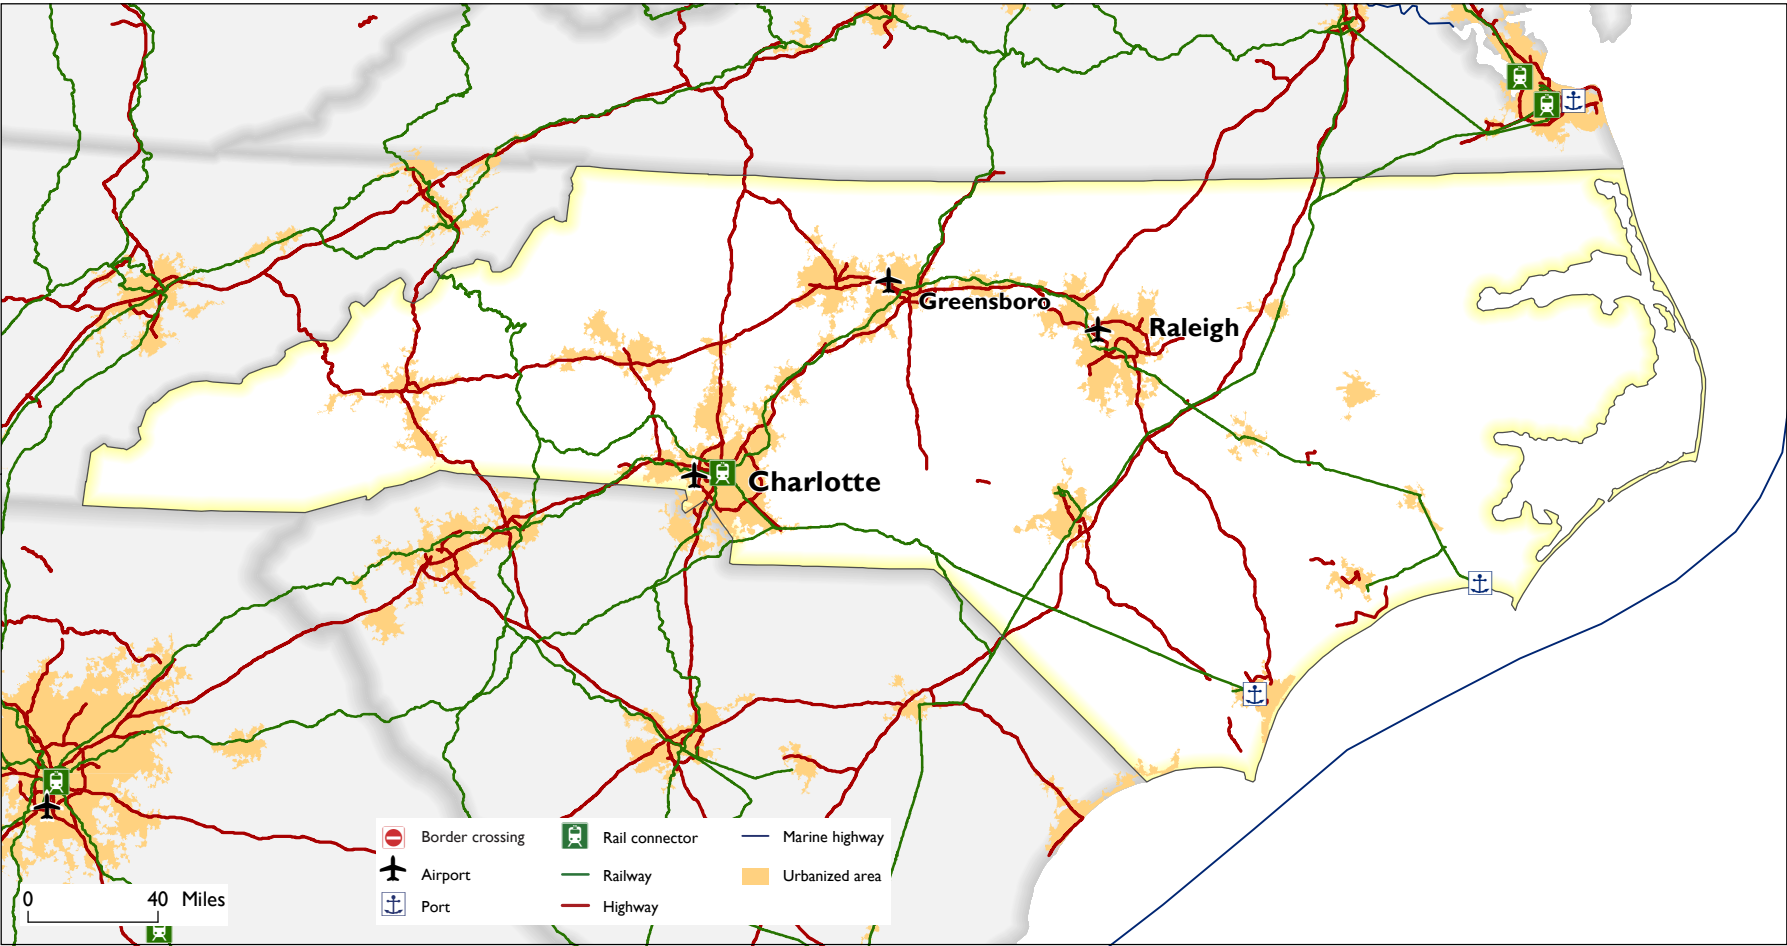 Greensboro
Raleigh
Charlotte
Border crossing
Rail connector
Marine highway
Airport
Railway
Urbanized area
Port
Highway
0 40 Miles